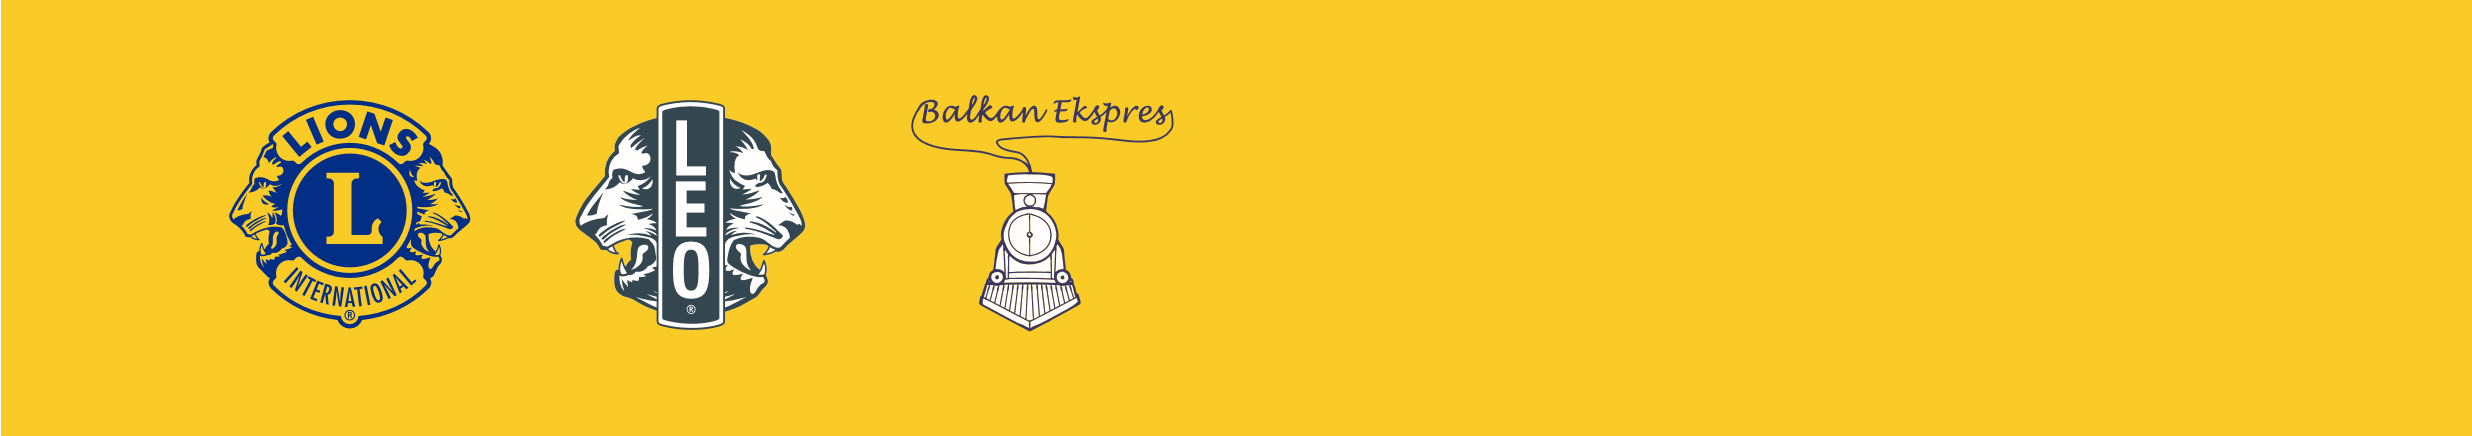 LIONS
L
INTERNATIONAL
®
LEO
®
Balkan Ekspres